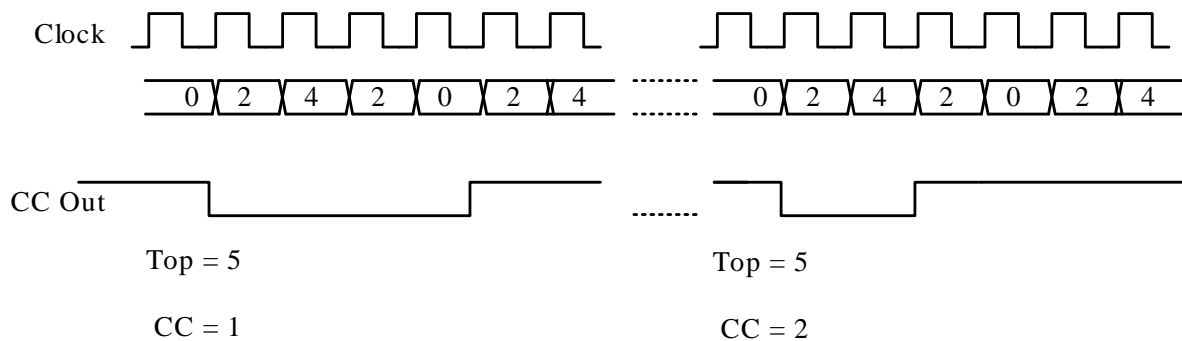 Clock
0 2 4 2 0 2 4 0 2 4 2 0 2 4
CC Out
Top = 5 Top = 5
CC = 1 CC = 2